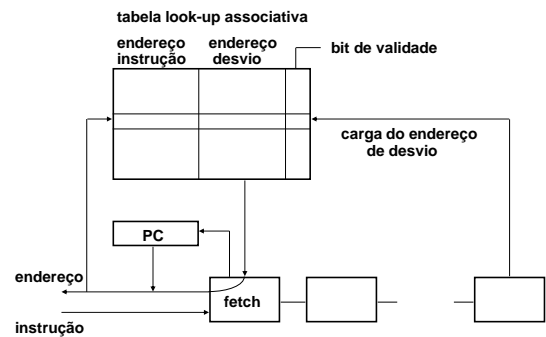 tabela look-up associativa
endereço instrução
endereço desvio
bit de validade
carga do endereço
de desvio
PC
endereço
fetch
instrução